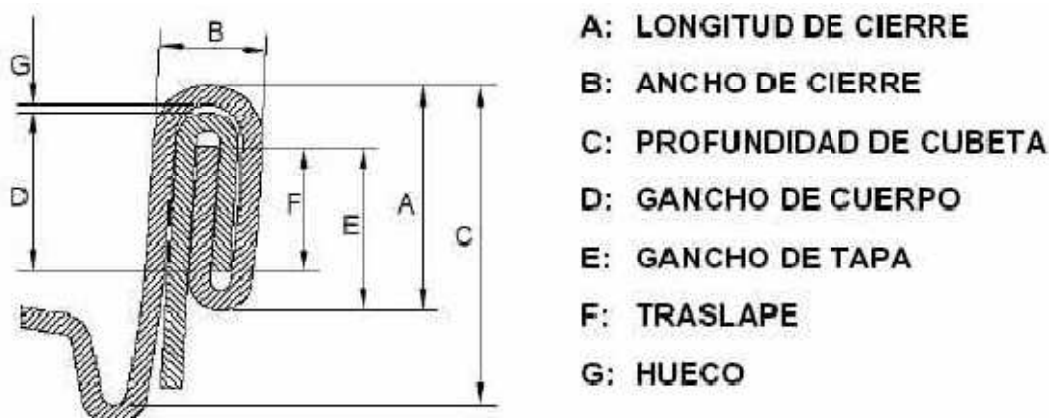 B
G
D
F
E
A
C
A: LONGITUD DE CIERRE
B: ANCHO DE CIERRE
C: PROFUNDIDAD DE CUBETA
D: GANCHO DE CUERPO
E: GANCHO DE TAPA
F: TRASLAPE
G: HUECO